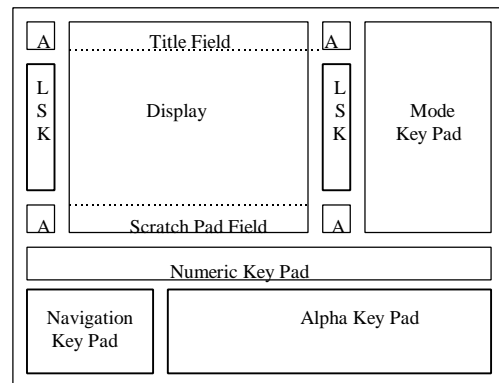 A Title Field A
L
S
K
Display
L
S
K
Mode
Key Pad
A Scratch Pad Field A
Numeric Key Pad
Navigation
Key Pad
Alpha Key Pad